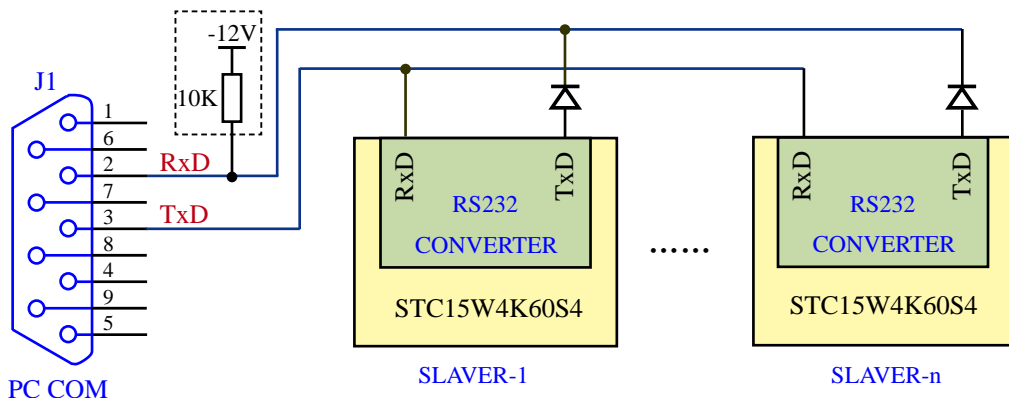 -12V
10K
J1
1
6
2
7
3
8
4
9
5
RxD
TxD
PC COM
RxD
TxD
RS232
CONVERTER
STC15W4K60S4
SLAVER-1
......
RxD
TxD
RS232
CONVERTER
STC15W4K60S4
SLAVER-n